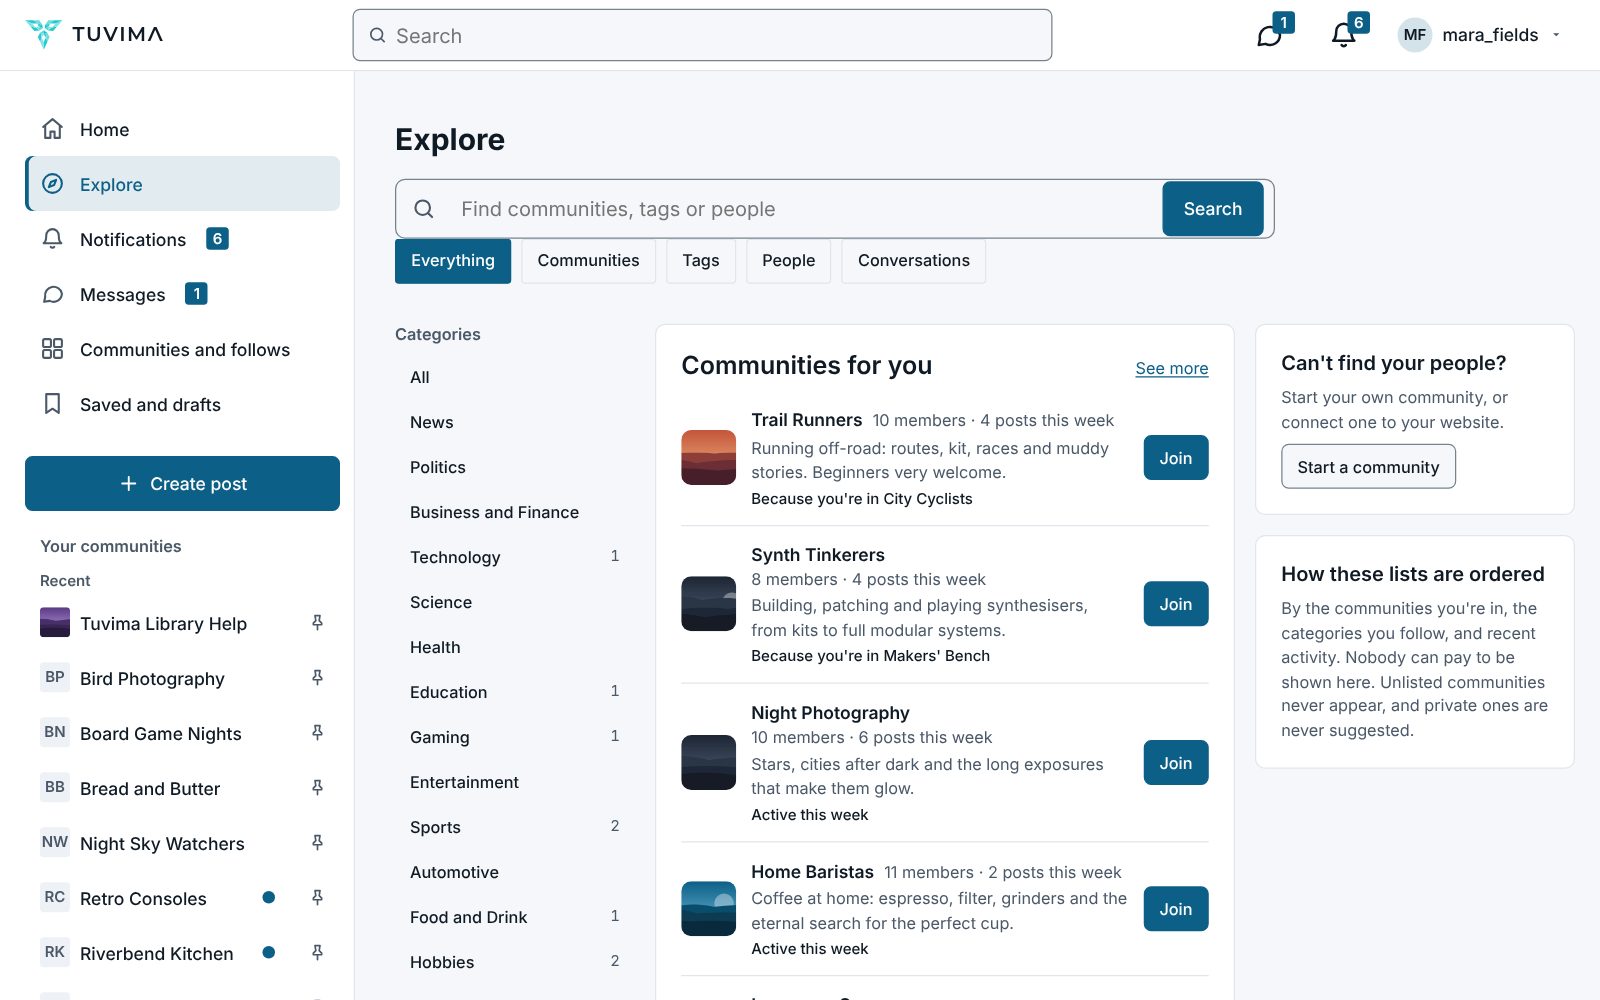 TUVIMA
Search
1
6
MF
mara_fields
Home
Explore
Notifications 6
Messages 1
Communities and follows
Saved and drafts
Create post
Your communities
Recent
Tuvima Library Help
BP Bird Photography
BN Board Game Nights
BB Bread and Butter
NW Night Sky Watchers
RC Retro Consoles
RK Riverbend Kitchen
Explore
Find communities, tags or people
Search
Everything
Communities
Tags
People
Conversations
Categories
All
News
Politics
Business and Finance
Technology 1
Science
Health
Education 1
Gaming 1
Entertainment
Sports 2
Automotive
Food and Drink 1
Hobbies 2
Communities for you
See more
Trail Runners 10 members · 4 posts this week
Running off-road: routes, kit, races and muddy
stories. Beginners very welcome.
Because you're in City Cyclists
Join
Synth Tinkerers
8 members · 4 posts this week
Building, patching and playing synthesisers,
from kits to full modular systems.
Because you're in Makers' Bench
Join
Night Photography
10 members · 6 posts this week
Stars, cities after dark and the long exposures
that make them glow.
Active this week
Join
Home Baristas 11 members · 2 posts this week
Coffee at home: espresso, filter, grinders and the
eternal search for the perfect cup.
Active this week
Join
Can't find your people?
Start your own community, or
connect one to your website.
Start a community
How these lists are ordered
By the communities you're in, the
categories you follow, and recent
activity. Nobody can pay to be
shown here. Unlisted communities
never appear, and private ones are
never suggested.